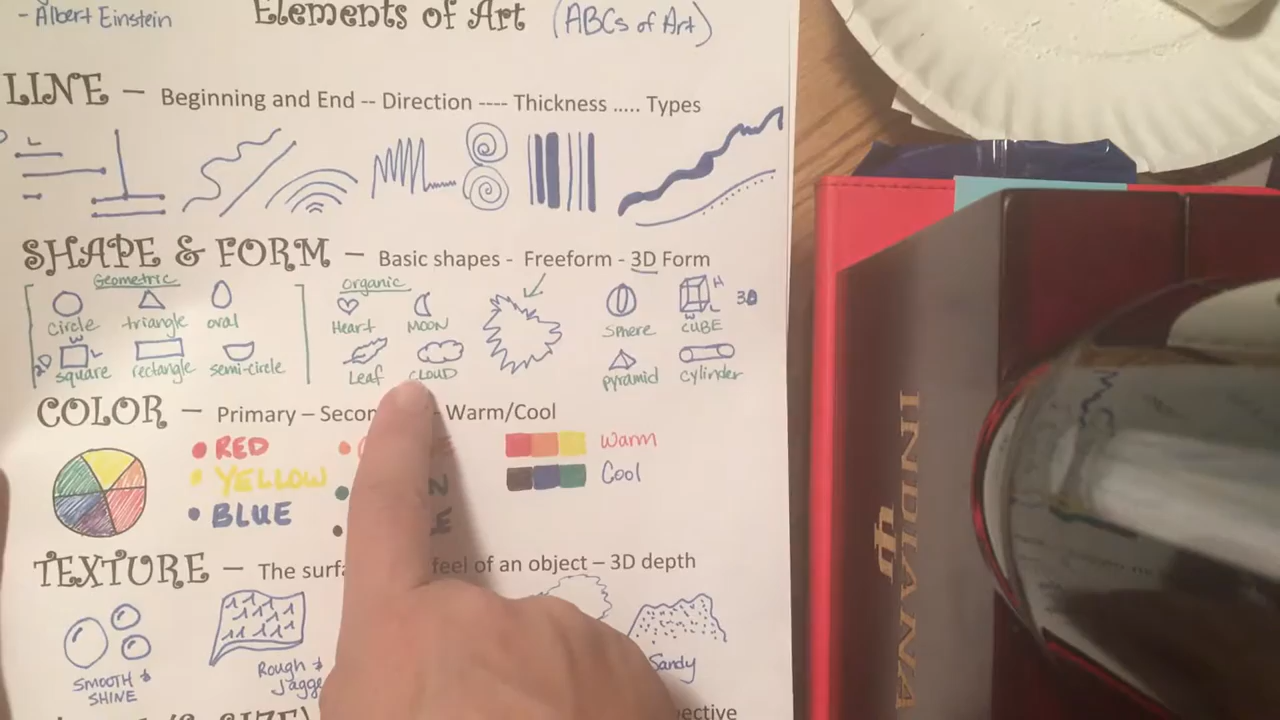 - Albert Einstein
Elements of Art (ABCs of Art)
LINE — Beginning and End -- Direction ---- Thickness ..... Types
SHAPE & FORM — Basic shapes - Freeform - 3D Form
Geometric
Organic
circle triangle oval
Heart MOON
Sphere CUBE 3D
H
W L
W L
2D
square rectangle semi-circle
Leaf CLOUD
pyramid cylinder
COLOR — Primary – Warm/Cool
RED
Warm
YELLOW
Cool
BLUE
TEXTURE — The feel of an object – 3D depth
SMOOTH &
SHINE
Rough &
Sandy
INDIANA